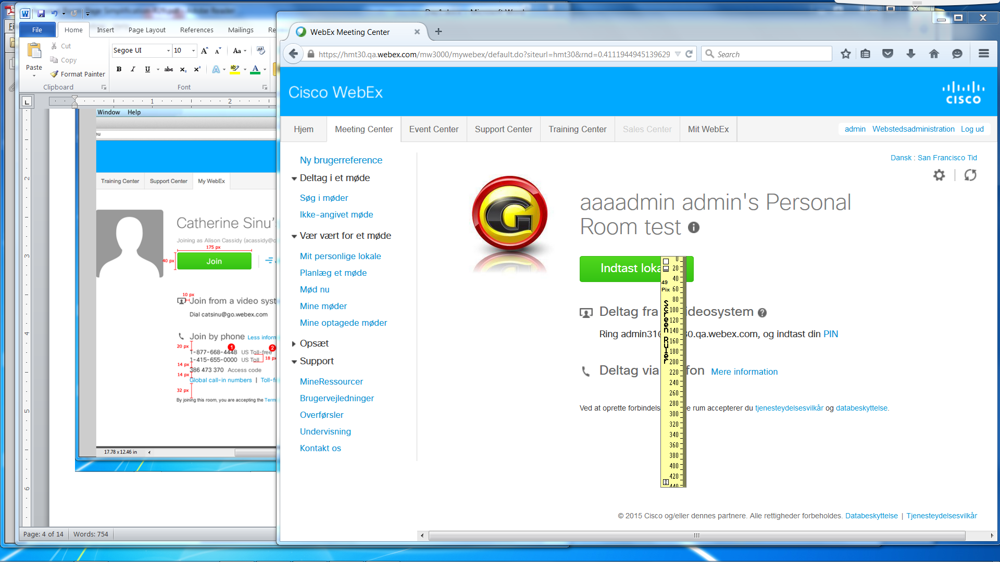 File
Home
Insert
Page Layout
References
Mailings
Re
Paste
Cut
Copy
Format Painter
Clipboard
Segoe UI
10
Font
1
2
Window Help
nu
Training Center
Support Center
My WebEx
Catherine Sinu's
Joining as Alison Cassidy (acassidy@c
175 px
40 px
Join
10 px
Join from a video syst
Dial catsinu@go.webex.com
Join by phone Less inform
20 px
1
2
1-877-668-4448 US Toll-free
1-415-655-0000 US Toll
18 px
14 px
386 473 370 Access code
14 px
Global call-in numbers | Toll-f
32 px
By joining this room, you are accepting the Term
17.78 x 12.46 in
2
3
4
5
6
Page: 4 of 14
Words: 754
WebEx Meeting Center
https://hmt30.qa.webex.com/mw3000/mywebex/default.do?siteurl=hmt30&rnd=0.4111944945139629
Search
Cisco WebEx
CISCO
Hjem
Meeting Center
Event Center
Support Center
Training Center
Sales Center
Mit WebEx
admin
Webstedsadministration
Log ud
Ny brugerreference
Deltag i et møde
Søg i møder
Ikke-angivet møde
Vær vært for et møde
Mit personlige lokale
Planlæg et møde
Mød nu
Mine møder
Mine optagede møder
Opsæt
Support
MineRessourcer
Brugervejledninger
Overførsler
Undervisning
Kontakt os
Dansk : San Francisco Tid
G
aaaadmin admin's Personal
Room test
Indtast loka
Deltag fra deosystem
Ring admin31@ 30.qa.webex.com, og indtast din PIN
Deltag via fon Mere information
Ved at oprette forbindels e rum accepterer du tjenesteydelsesvilkår og databeskyttelse.
49
Pix
Screen Ruler
0
20
40
60
80
100
120
140
160
180
200
220
240
260
280
300
320
340
360
380
400
420
440
© 2015 Cisco og/eller dennes partnere. Alle rettigheder forbeholdes. Databeskyttelse | Tjenesteydelsesvilkår